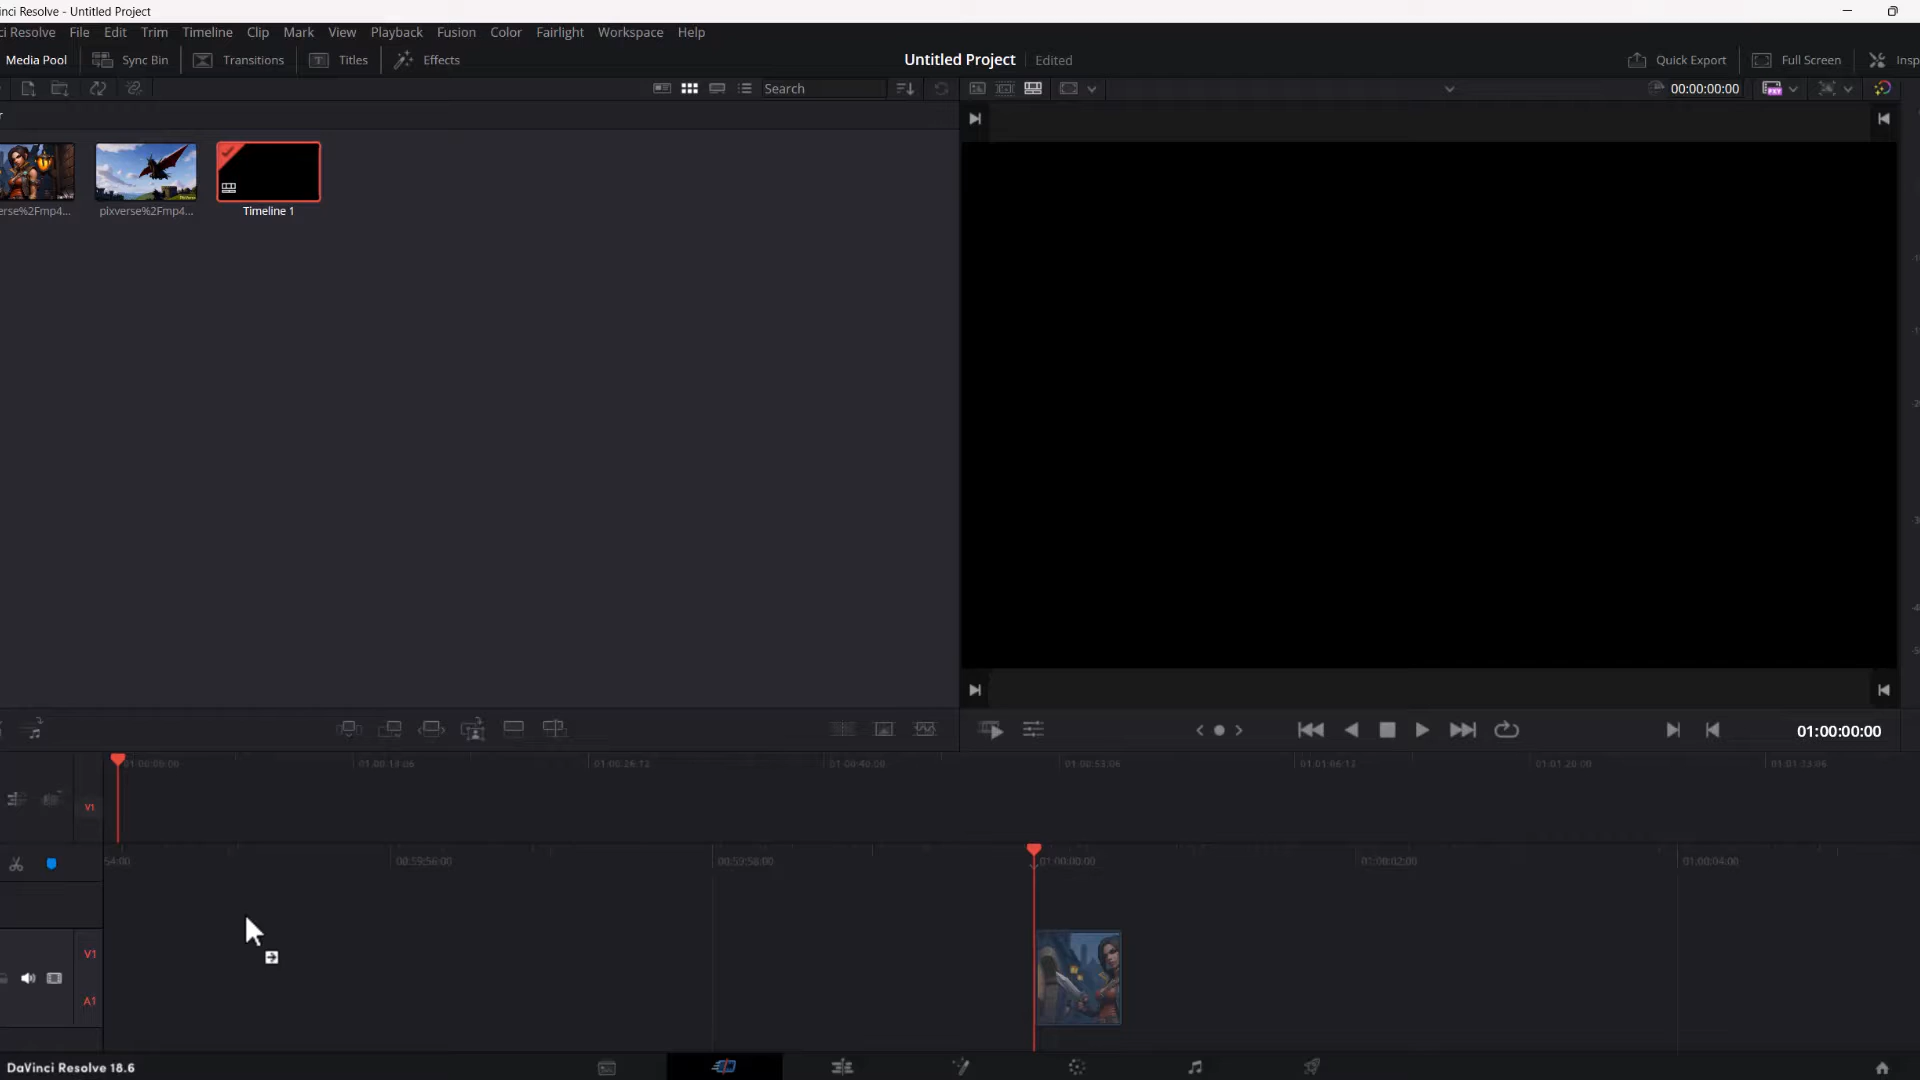 nci Resolve - Untitled Project
ci Resolve File Edit Trim Timeline Clip Mark View Playback Fusion Color Fairlight Workspace Help
Media Pool Sync Bin Transitions Titles Effects Untitled Project Edited Quick Export Full Screen Insp
Search 00:00:00:00
r
erse%2Fmp4... pixverse%2Fmp4... Timeline 1
01:00:00:00
01:00:00:00 01:00:13:06 01:00:26:12 01:00:40:00 01:00:53:06 01:01:06:12 01:01:20:00 01:01:33:06
V1
54:00 00:59:56:00 00:59:58:00 01:00:00:00 01:00:02:00 01:00:04:00
V1
A1
DaVinci Resolve 18.6